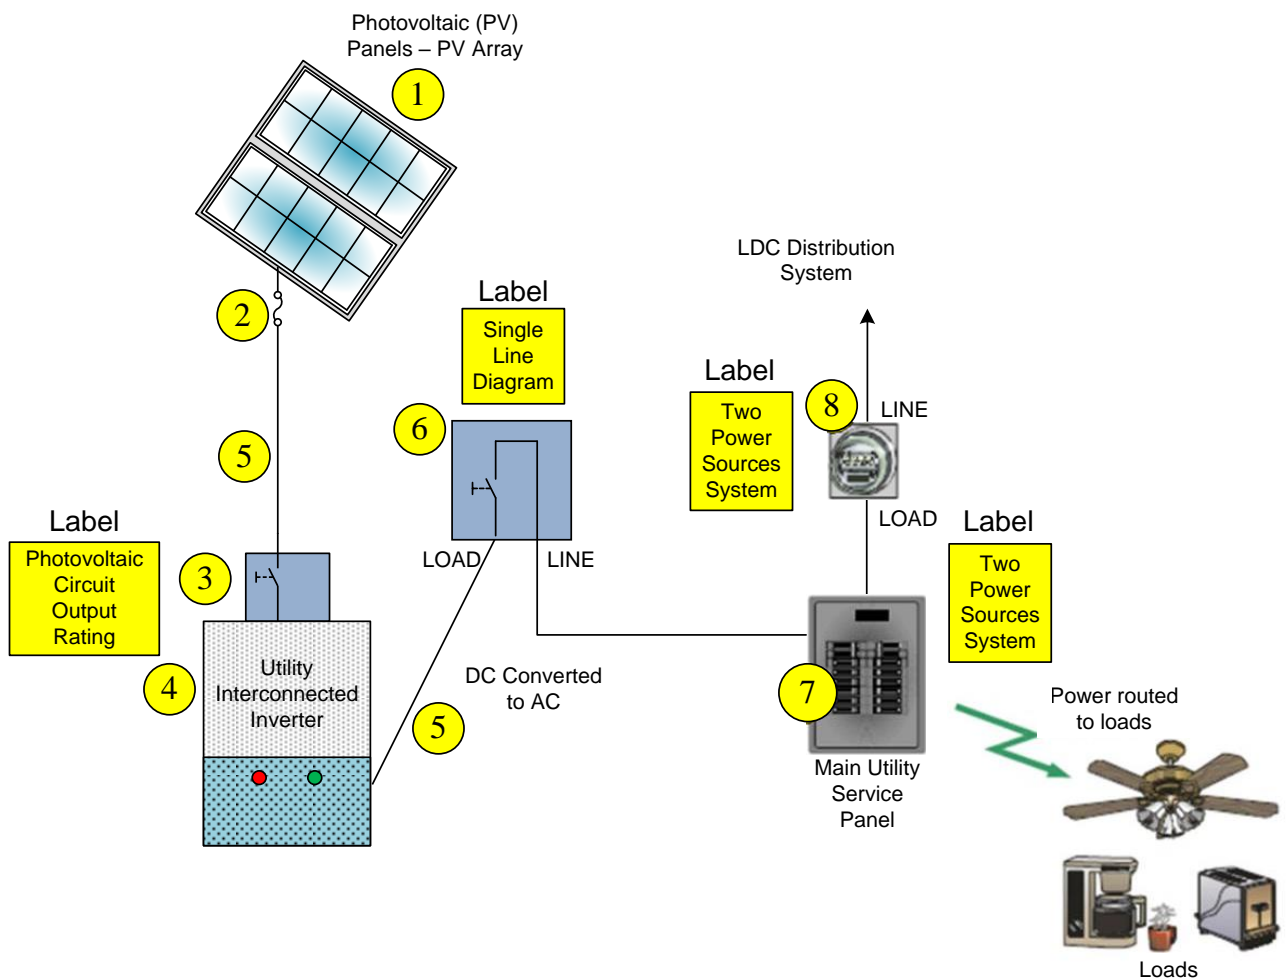 Photovoltaic (PV)
Panels – PV Array
1
2
LDC Distribution
System
Label
Single
Line
Diagram
Label
Two
Power
Sources
System
8
LINE
6
5
LOAD
Label
Photovoltaic
Circuit
Output
Rating
3
LOAD
LINE
Label
Two
Power
Sources
System
4
Utility
Interconnected
Inverter
DC Converted
to AC
5
7
Main Utility
Service
Panel
Power routed
to loads
Loads